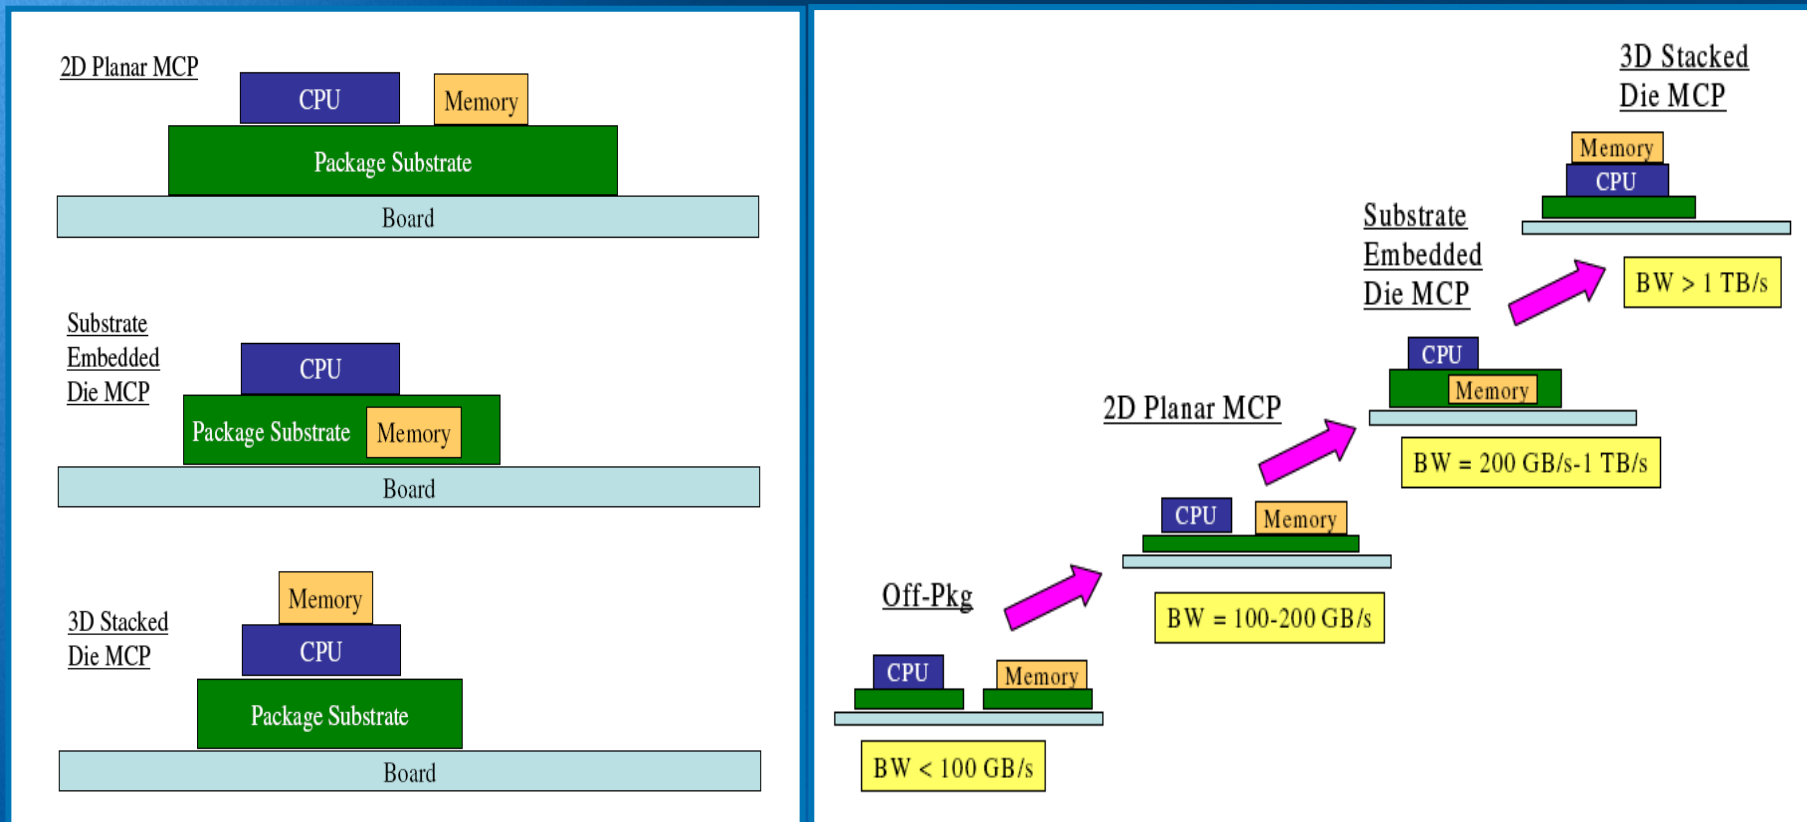 2D Planar MCP
CPU
Memory
Package Substrate
Board
Substrate
Embedded
Die MCP
CPU
Package Substrate
Memory
Board
3D Stacked
Die MCP
Memory
CPU
Package Substrate
Board
3D Stacked
Die MCP
Memory
CPU
BW > 1 TB/s
Substrate
Embedded
Die MCP
CPU
Memory
BW = 200 GB/s-1 TB/s
2D Planar MCP
CPU
Memory
BW = 100-200 GB/s
Off-Pkg
CPU
Memory
BW < 100 GB/s